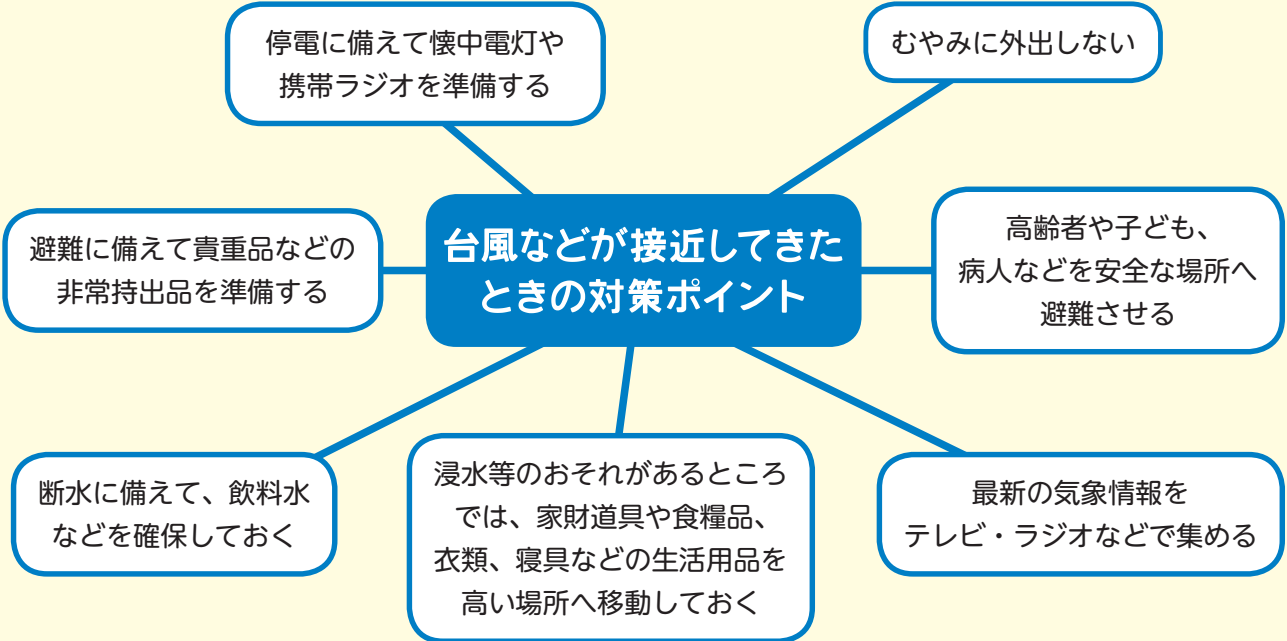 停電に備えて懐中電灯や
携帯ラジオを準備する
むやみに外出しない
台風などが接近してきた
ときの対策ポイント
避難に備えて貴重品などの
非常持出品を準備する
高齢者や子ども、
病人などを安全な場所へ
避難させる
断水に備えて、飲料水
などを確保しておく
浸水等のおそれがあるところ
では、家財道具や食糧品、
衣類、寝具などの生活用品を
高い場所へ移動しておく
最新の気象情報を
テレビ・ラジオなどで集める